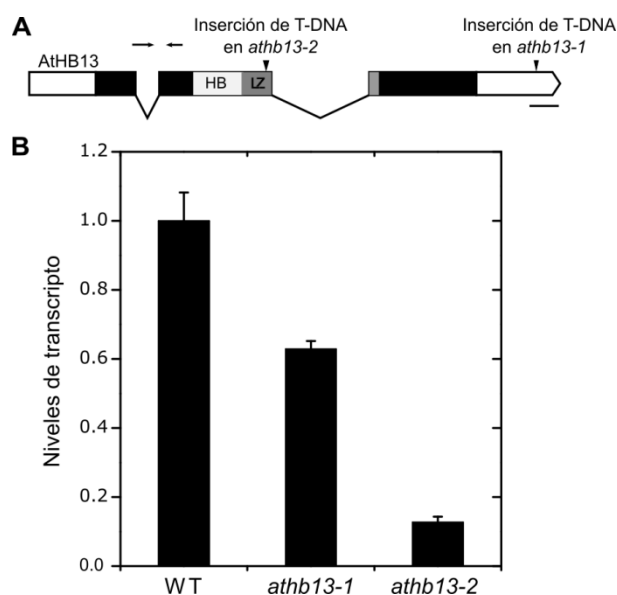 A
Inserción de T-DNA
en athb13-2
Inserción de T-DNA
en athb13-1
AtHB13
HB
LZ
B
Niveles de transcripto
1.2
1.0
0.8
0.6
0.4
0.2
0.0
WT
athb13-1
athb13-2